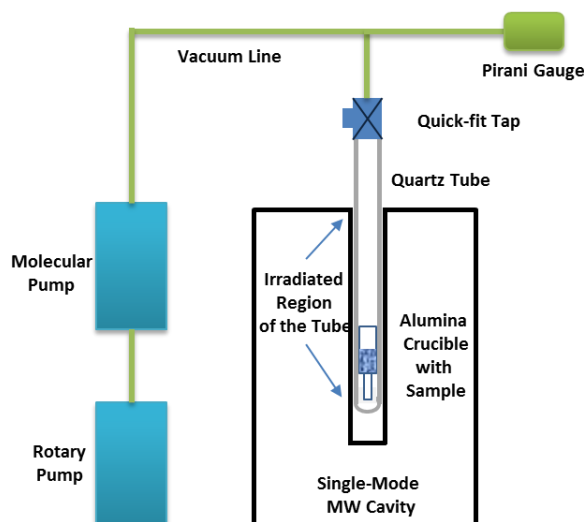 Vacuum Line
Pirani Gauge
Quick-fit Tap
Quartz Tube
Molecular
Pump
Irradiated
Region
of the Tube
Alumina
Crucible
with
Sample
Rotary
Pump
Single-Mode
MW Cavity